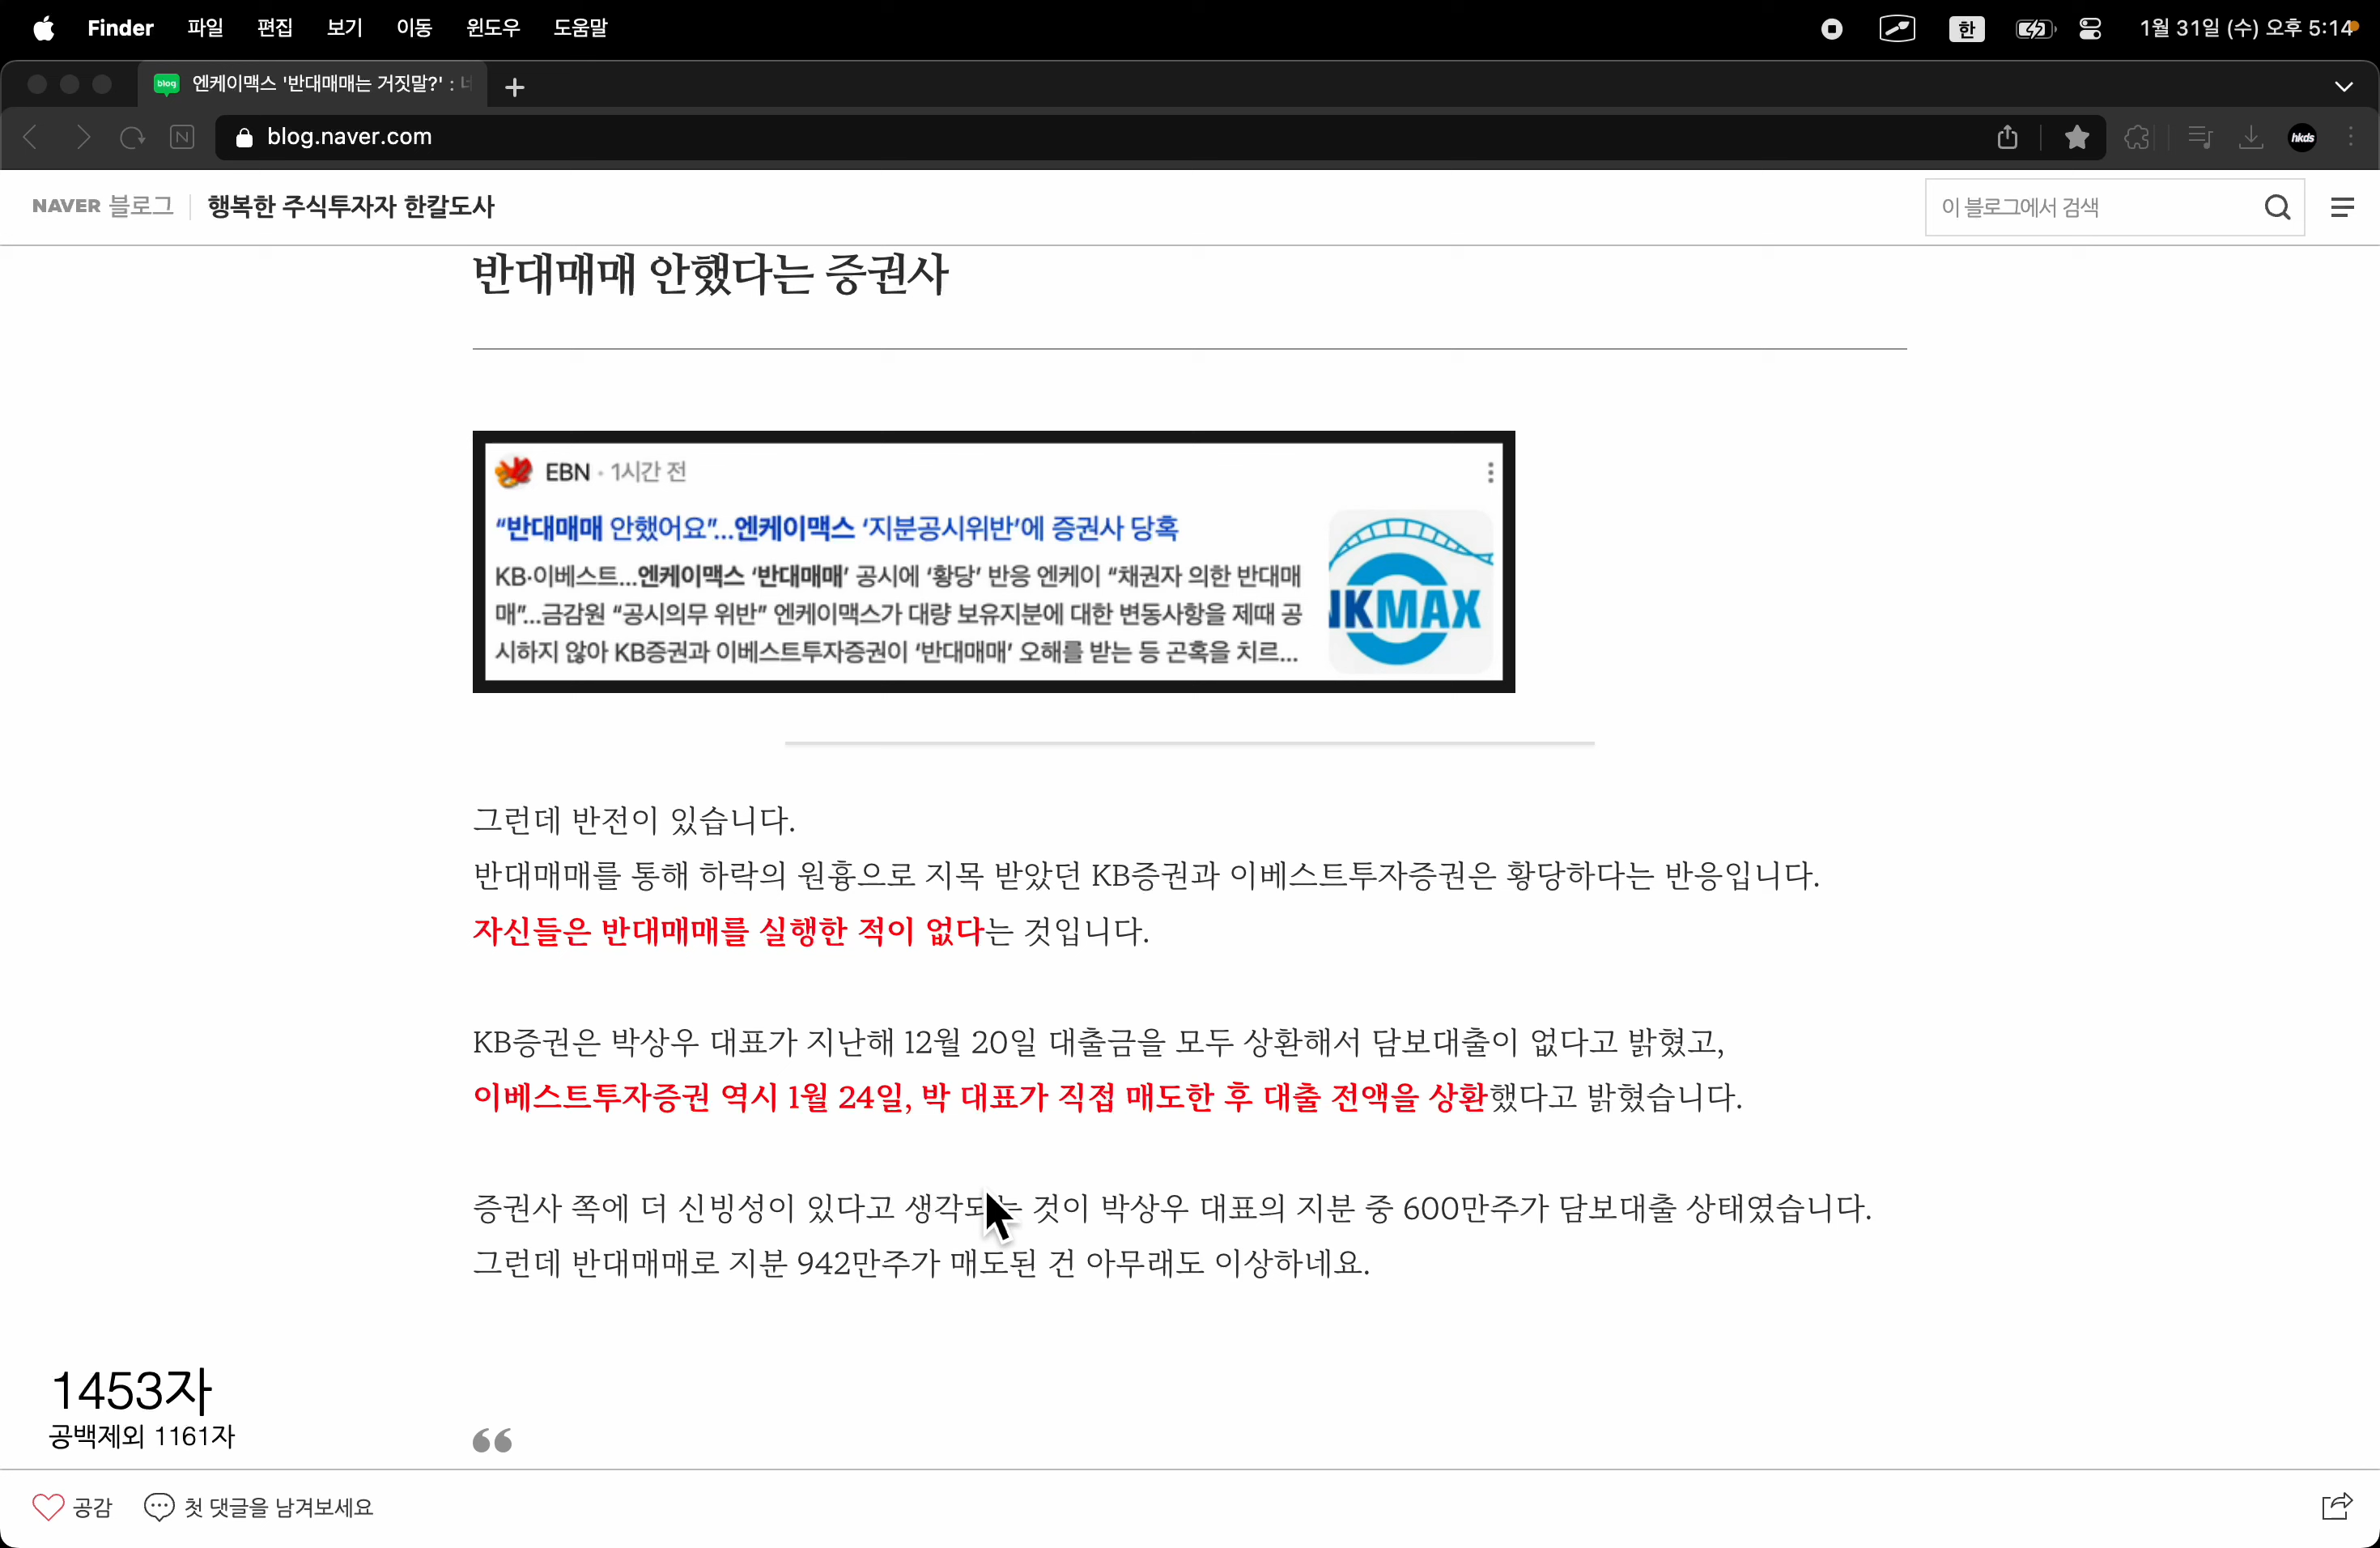 Finder 파일 편집 보기 이동 윈도우 도움말 한 1월 31일 (수) 오후 5:14
blog 엔케이맥스 '반대매매는 거짓말?' :
N blog.naver.com hkds
NAVER 블로그 행복한 주식투자자 한칼도사 이 블로그에서 검색
반대매매 안했다는 증권사
EBN · 1시간 전
“반대매매 안했어요”...엔케이맥스 ‘지분공시위반’에 증권사 당혹
KB·이베스트...엔케이맥스 ‘반대매매’ 공시에 ‘황당’ 반응 엔케이 “채권자 의한 반대매
매”...금감원 “공시의무 위반” 엔케이맥스가 대량 보유지분에 대한 변동사항을 제때 공
시하지 않아 KB증권과 이베스트투자증권이 ‘반대매매’ 오해를 받는 등 곤혹을 치르...
NKMAX
그런데 반전이 있습니다.
반대매매를 통해 하락의 원흉으로 지목 받았던 KB증권과 이베스트투자증권은 황당하다는 반응입니다.
자신들은 반대매매를 실행한 적이 없다는 것입니다.
KB증권은 박상우 대표가 지난해 12월 20일 대출금을 모두 상환해서 담보대출이 없다고 밝혔고,
이베스트투자증권 역시 1월 24일, 박 대표가 직접 매도한 후 대출 전액을 상환했다고 밝혔습니다.
증권사 쪽에 더 신빙성이 있다고 생각되는 것이 박상우 대표의 지분 중 600만주가 담보대출 상태였습니다.
그런데 반대매매로 지분 942만주가 매도된 건 아무래도 이상하네요.
1453자
공백제외 1161자
“
공감 첫 댓글을 남겨보세요